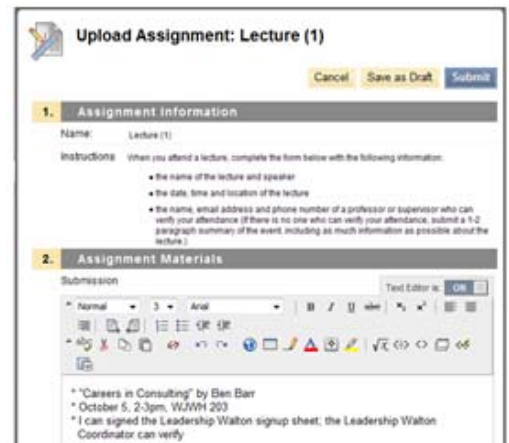 Upload Assignment: Lecture (1)
Cancel Save as Draft Submit
1. Assignment Information
Name: Lecture (1)
Instructions When you attend a lecture, complete the form below with the following information:
• the name of the lecture and speaker
• the date, time and location of the lecture
• the name, email address and phone number of a professor or supervisor who can
verify your attendance (if there is no one who can verify your attendance, submit a 1-2
paragraph summary of the event, including as much information as possible about the
lecture.)
2. Assignment Materials
Submission
Text Editor is: ON
Normal 3 Arial B I U abc
* "Careers in Consulting" by Ben Barr
* October 5, 2-3pm, WJWH 203
* I can signed the Leadership Walton signup sheet; the Leadership Walton
Coordinator can verify